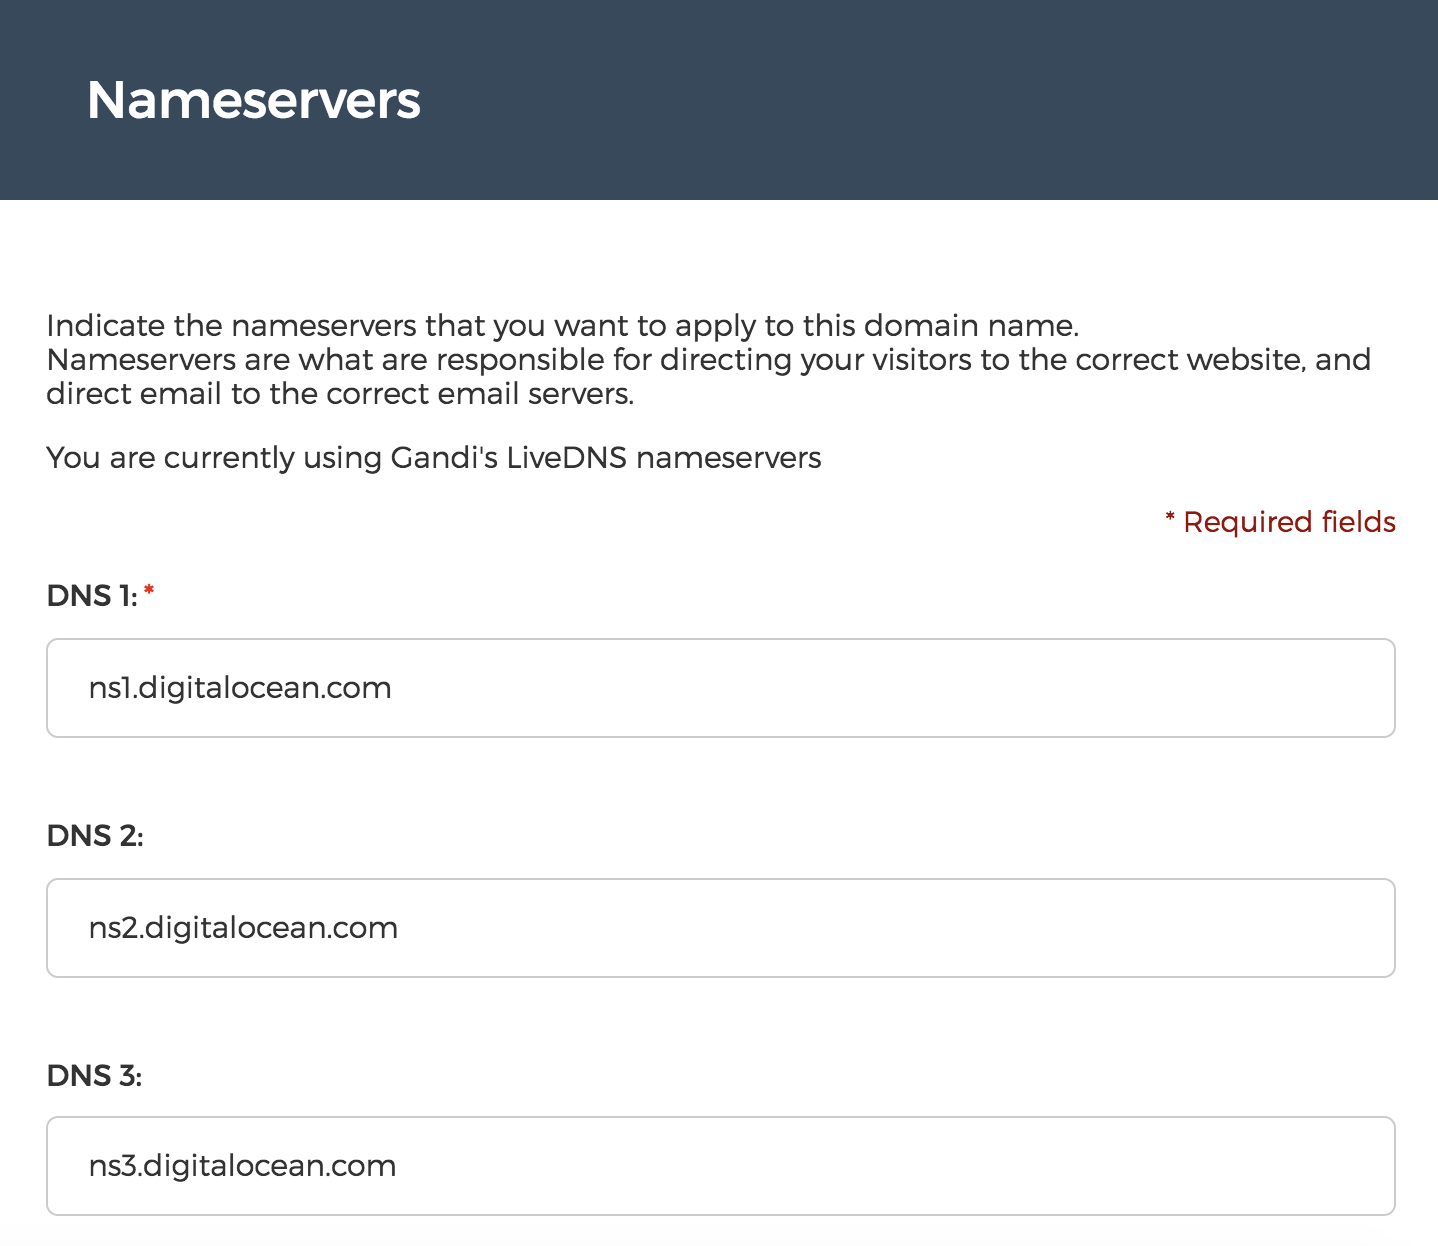 Nameservers
Indicate the nameservers that you want to apply to this domain name.
Nameservers are what are responsible for directing your visitors to the correct website, and
direct email to the correct email servers.
You are currently using Gandi's LiveDNS nameservers
* Required fields
DNS 1: *
ns1.digitalocean.com
DNS 2:
ns2.digitalocean.com
DNS 3:
ns3.digitalocean.com